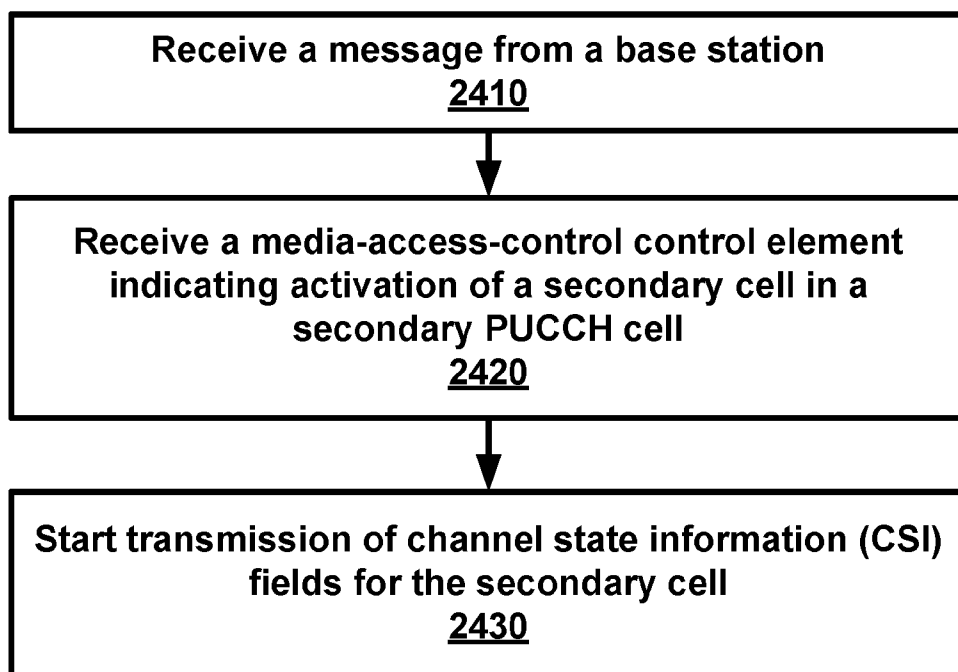 Receive a message from a base station
2410
Receive a media-access-control control element
indicating activation of a secondary cell in a
secondary PUCCH cell
2420
Start transmission of channel state information (CSI)
fields for the secondary cell
2430